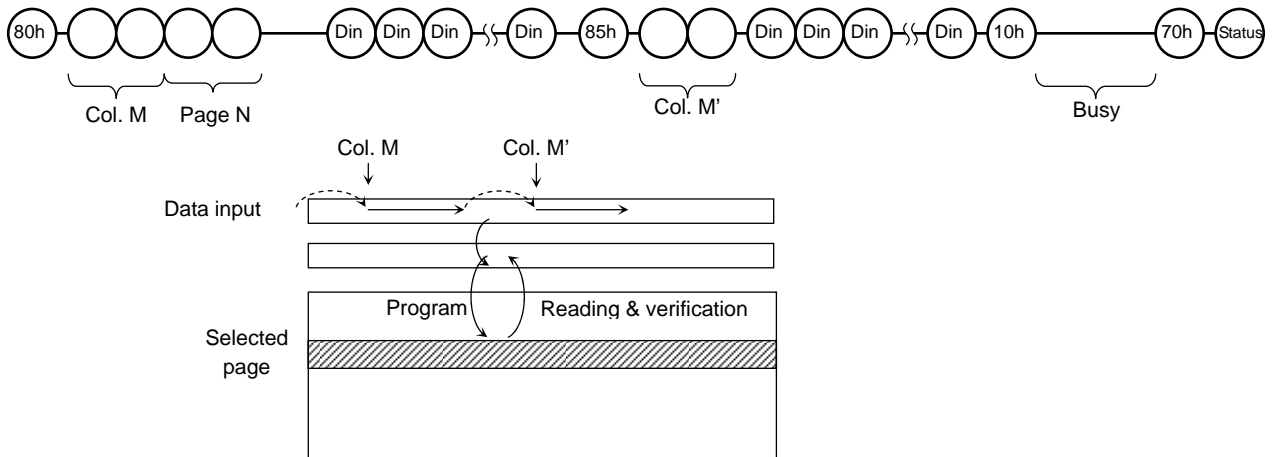 80h Din Din Din Din 85h Din Din Din Din 10h 70h Status
Col. M Page N Col. M’ Busy
Col. M Col. M’
Data input
Program Reading & verification
Selected
page